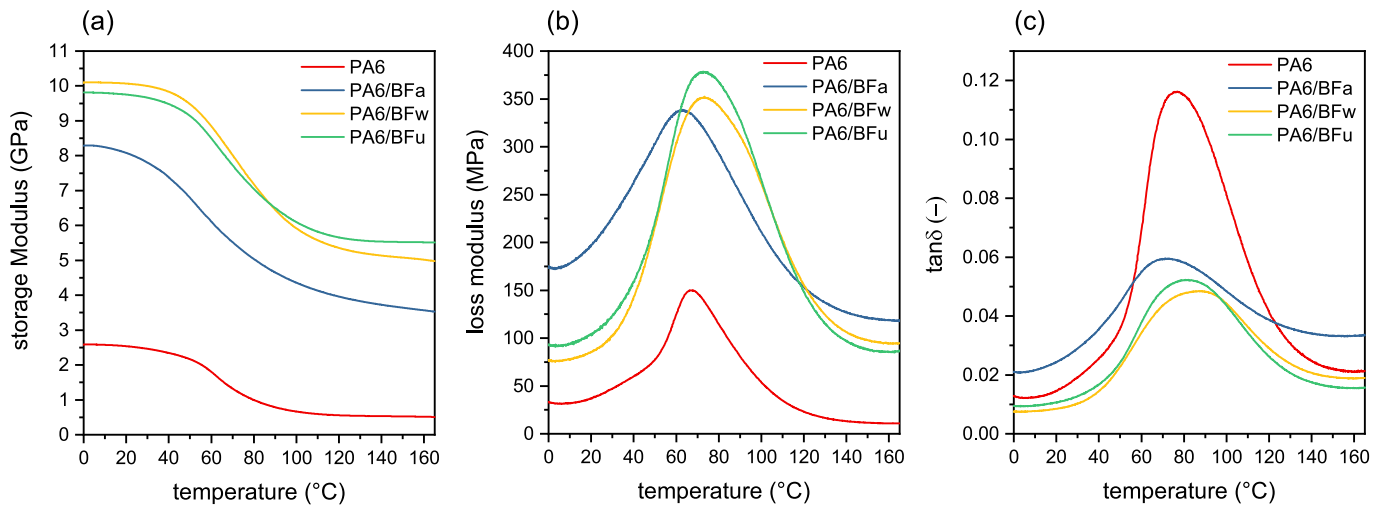 (a)
storage Modulus (GPa)
11
10
9
8
7
6
5
4
3
2
1
0
PA6
PA6/BFa
PA6/BFw
PA6/BFu
0 20 40 60 80 100 120 140 160
temperature (°C)
(b)
loss modulus (MPa)
400
350
300
250
200
150
100
50
0
PA6
PA6/BFa
PA6/BFw
PA6/BFu
0 20 40 60 80 100 120 140 160
temperature (°C)
(c)
tanδ (−)
0.12
0.10
0.08
0.06
0.04
0.02
0.00
PA6
PA6/BFa
PA6/BFw
PA6/BFu
0 20 40 60 80 100 120 140 160
temperature (°C)